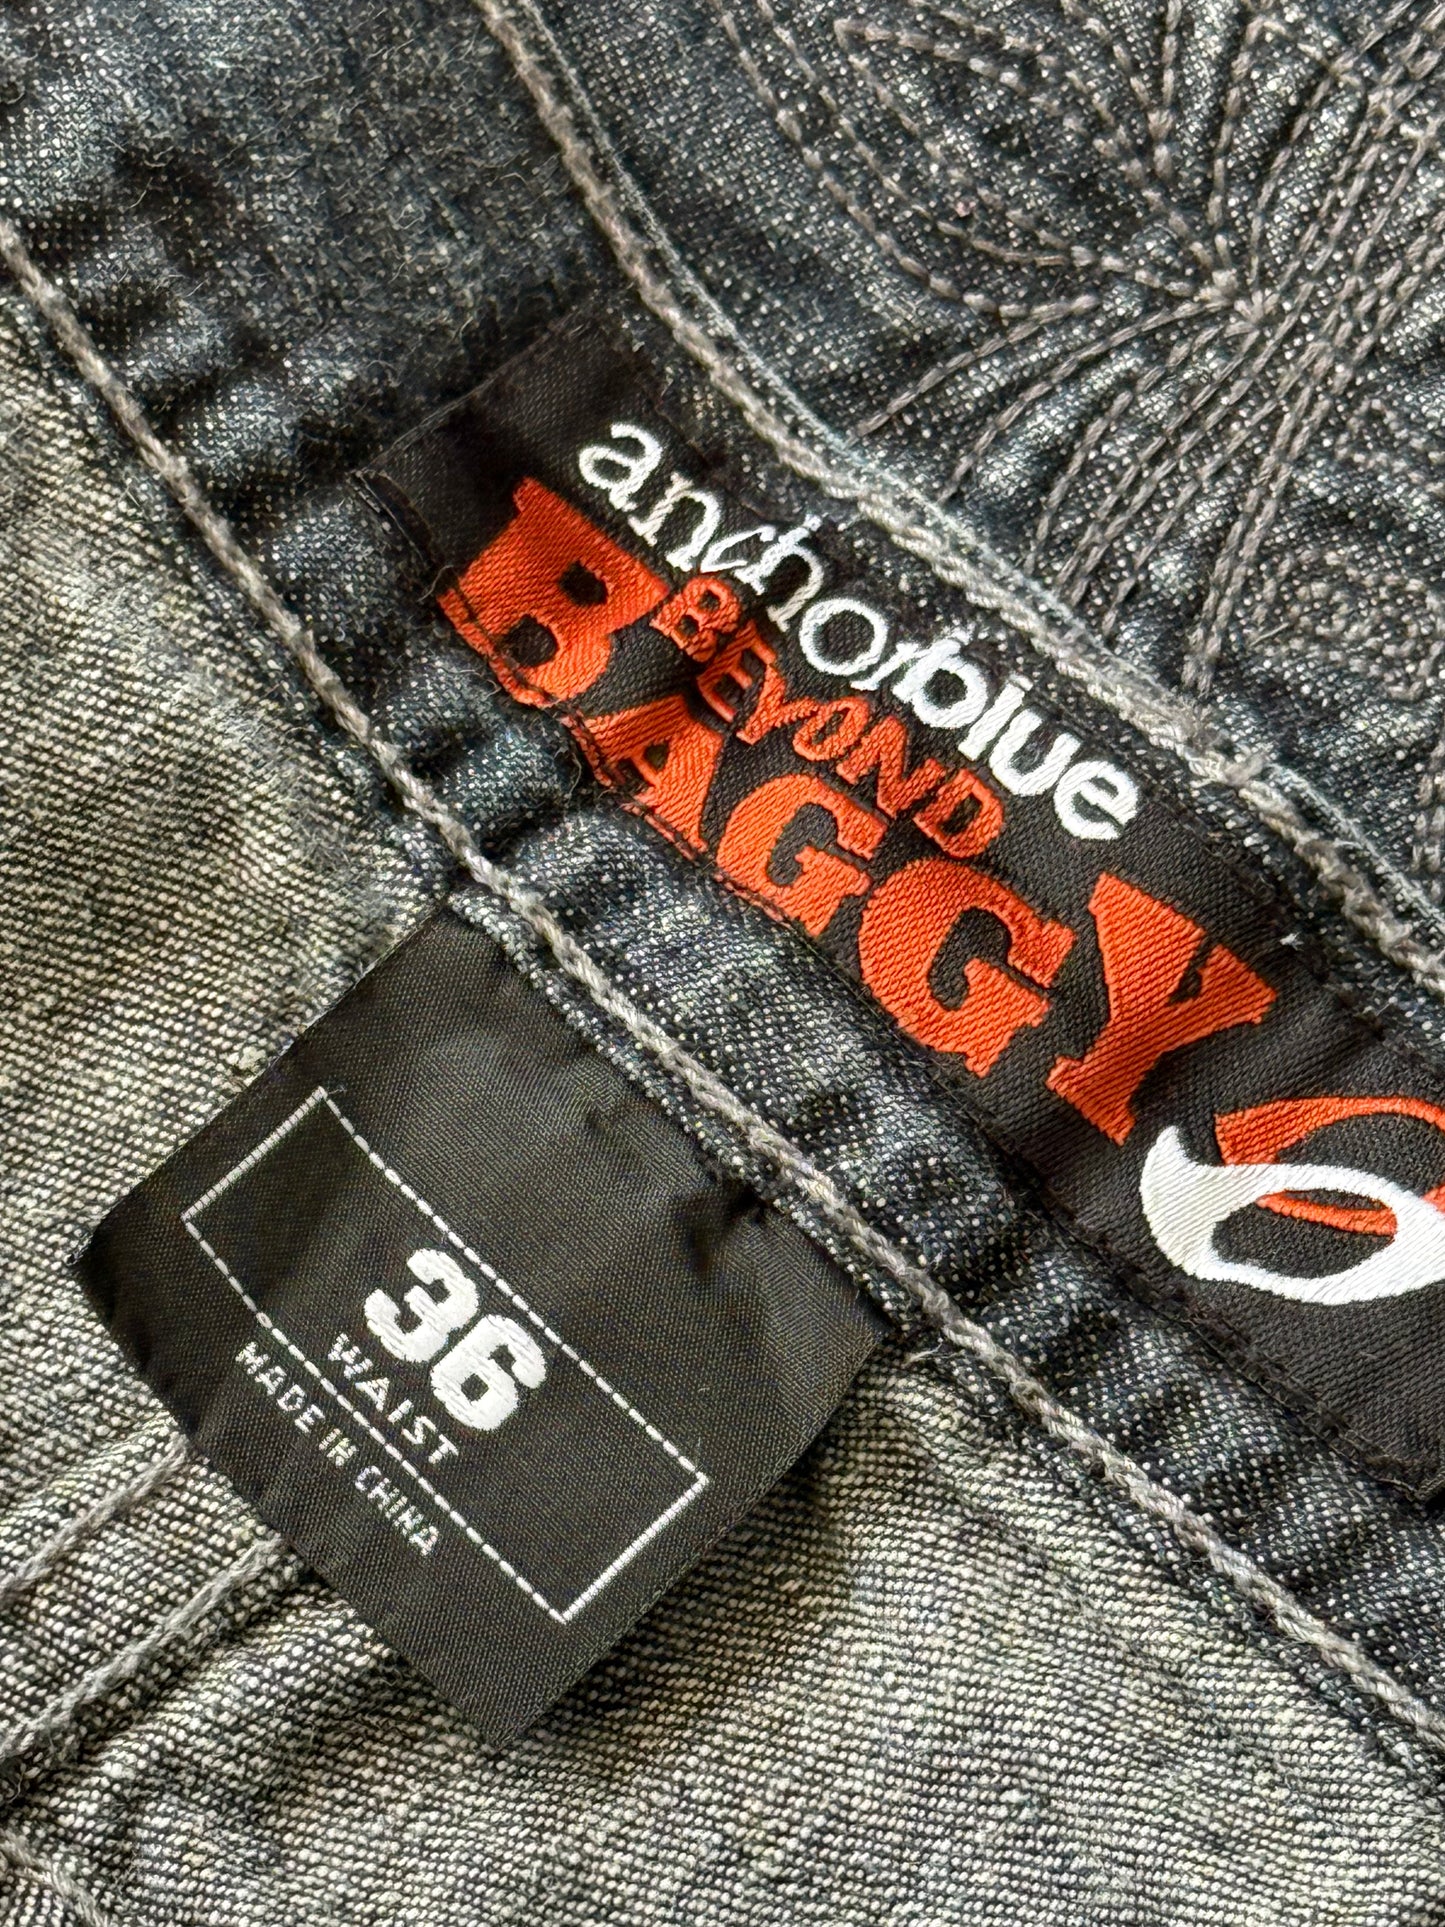 anchorblue
BEYOND
BAGGY
36
WAIST
MADE IN CHINA